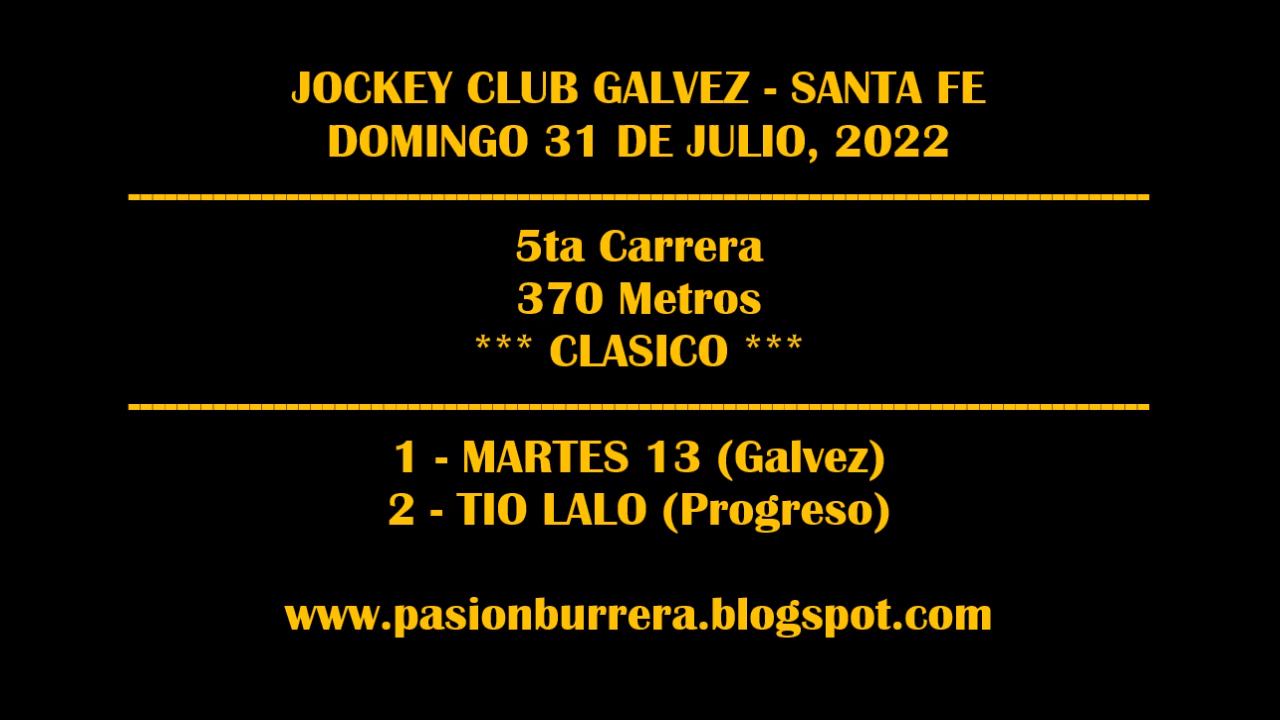 JOCKEY CLUB GALVEZ - SANTA FE
DOMINGO 31 DE JULIO, 2022
5ta Carrera
370 Metros
*** CLASICO ***
1 - MARTES 13 (Galvez)
2 - TIO LALO (Progreso)
www.pasionburrera.blogspot.com